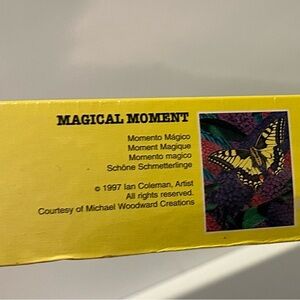 MAGICAL MOMENT
Momento Mágico
Moment Magique
Momento magico
Schöne Schmetterlinge
© 1997 Ian Coleman, Artist
All rights reserved.
Courtesy of Michael Woodward Creations